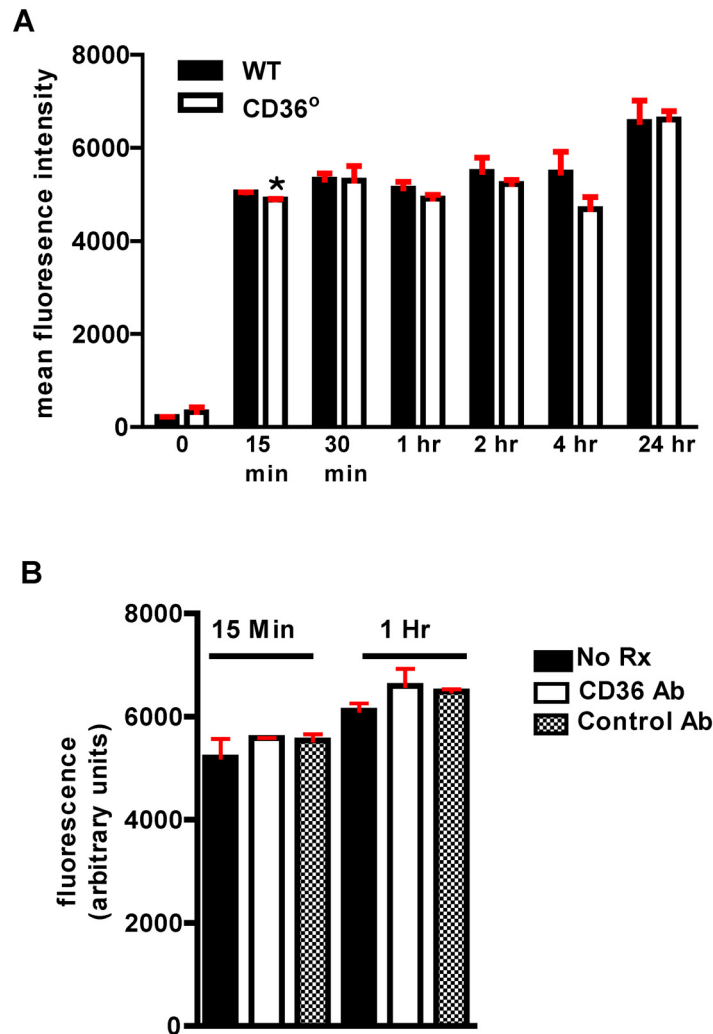 A
mean fluoresence intensity
8000
6000
4000
2000
0
WT
CD36º
*
0 15 min 30 min 1 hr 2 hr 4 hr 24 hr
B
fluorescence
(arbitrary units)
8000
6000
4000
2000
0
15 Min 1 Hr
No Rx
CD36 Ab
Control Ab